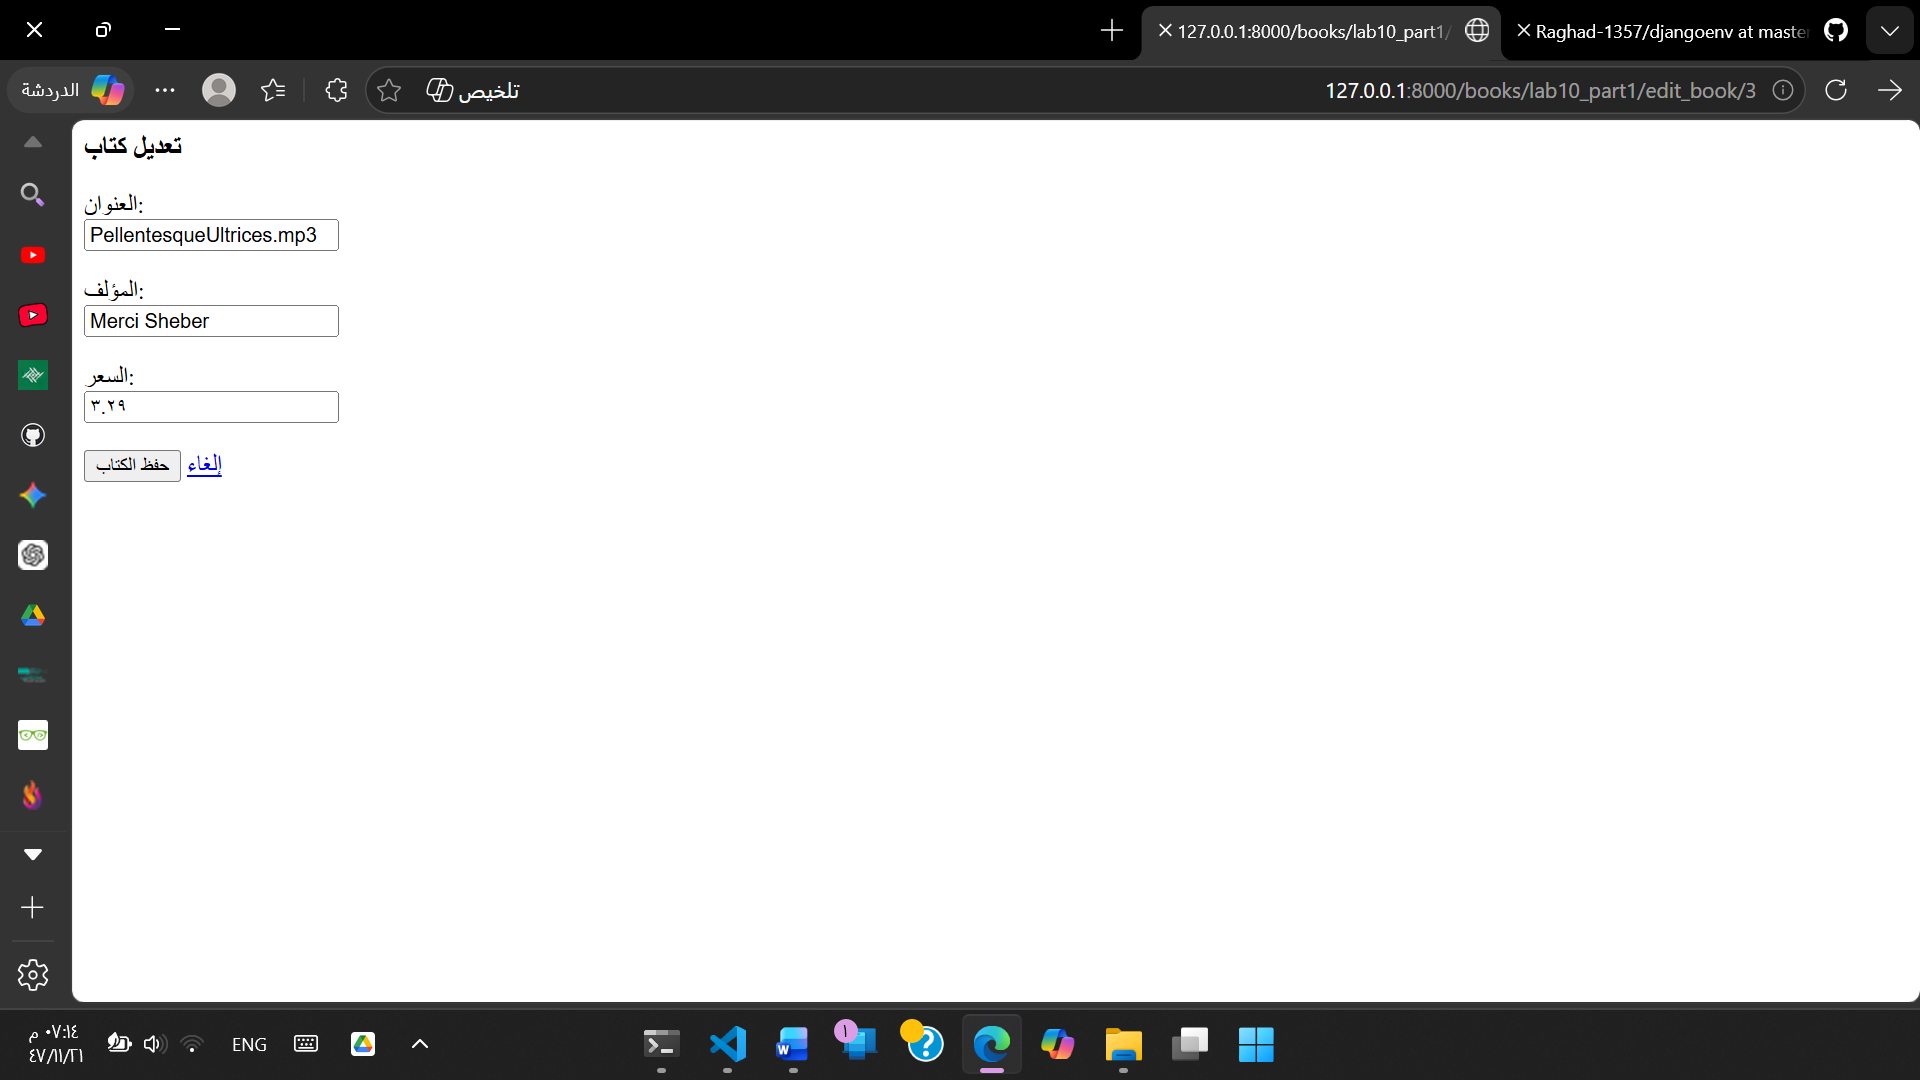 127.0.0.1:8000/books/lab10_part1/
Raghad-1357/djangoenv at master
الدردشة
تلخيص
127.0.0.1:8000/books/lab10_part1/edit_book/3
تعديل كتاب
العنوان:
PellentesqueUltrices.mp3
المؤلف:
Merci Sheber
السعر:
٣.٢٩
حفظ الكتاب إلغاء
٠٧:١٤ م
ENG
١
٤٧/١١/٢١